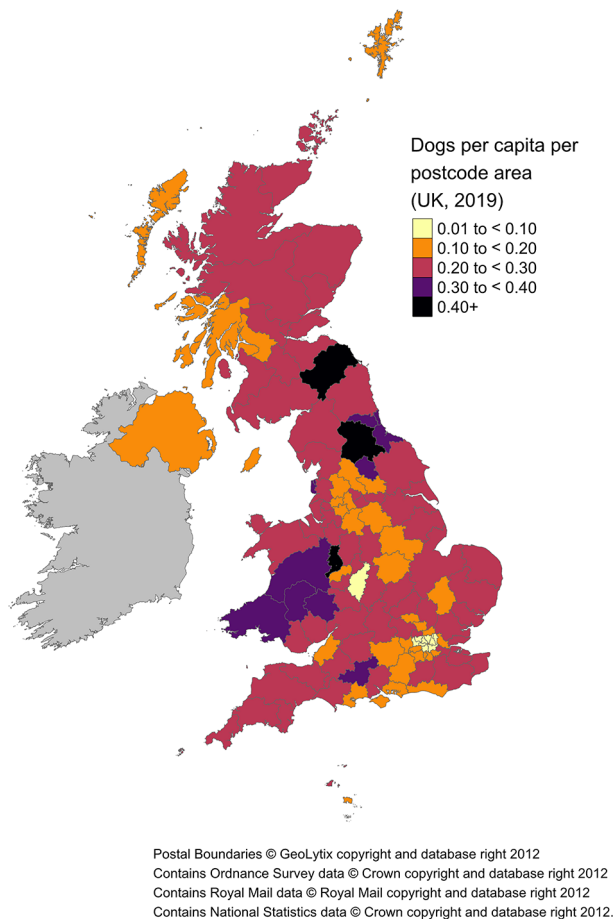 Dogs per capita per
postcode area
(UK, 2019)
0.01 to < 0.10
0.10 to < 0.20
0.20 to < 0.30
0.30 to < 0.40
0.40+
Postal Boundaries © GeoLytix copyright and database right 2012
Contains Ordnance Survey data © Crown copyright and database right 2012
Contains Royal Mail data © Royal Mail copyright and database right 2012
Contains National Statistics data © Crown copyright and database right 2012.